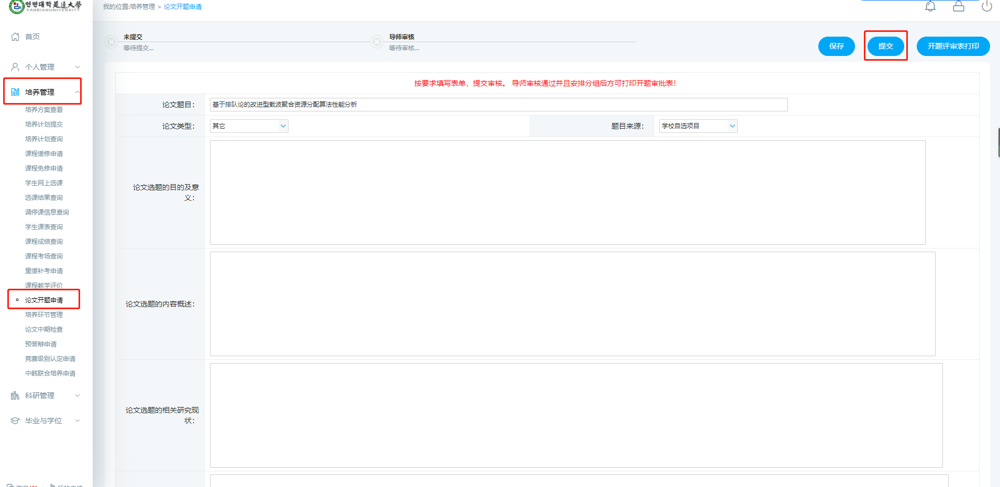 연변대학 延邊大學
YANBIANUNIVERSITY
我的位置:培养管理 > 论文开题申请
首页
个人管理
培养管理
培养方案查看
培养计划提交
培养计划查询
课程缓修申请
课程免修申请
学生网上选课
选课结果查询
调停课信息查询
学生课表查询
课程成绩查询
课程考场查询
重缓补考申请
课程教学评价
论文开题申请
培养环节管理
论文中期检查
预答辩申请
竞赛级别认定申请
中韩联合培养申请
科研管理
毕业与学位
未提交
等待提交...
导师审核
等待审核...
保存
提交
开题评审表打印
按要求填写表单，提交审核。 导师审核通过并且安排分组后方可打印开题审批表！
论文题目：
基于排队论的改进型载波聚合资源分配算法性能分析
论文类型：
其它
题目来源：
学校自选项目
论文选题的目的及意
义：
论文选题的内容概述：
论文选题的相关研究现
状：